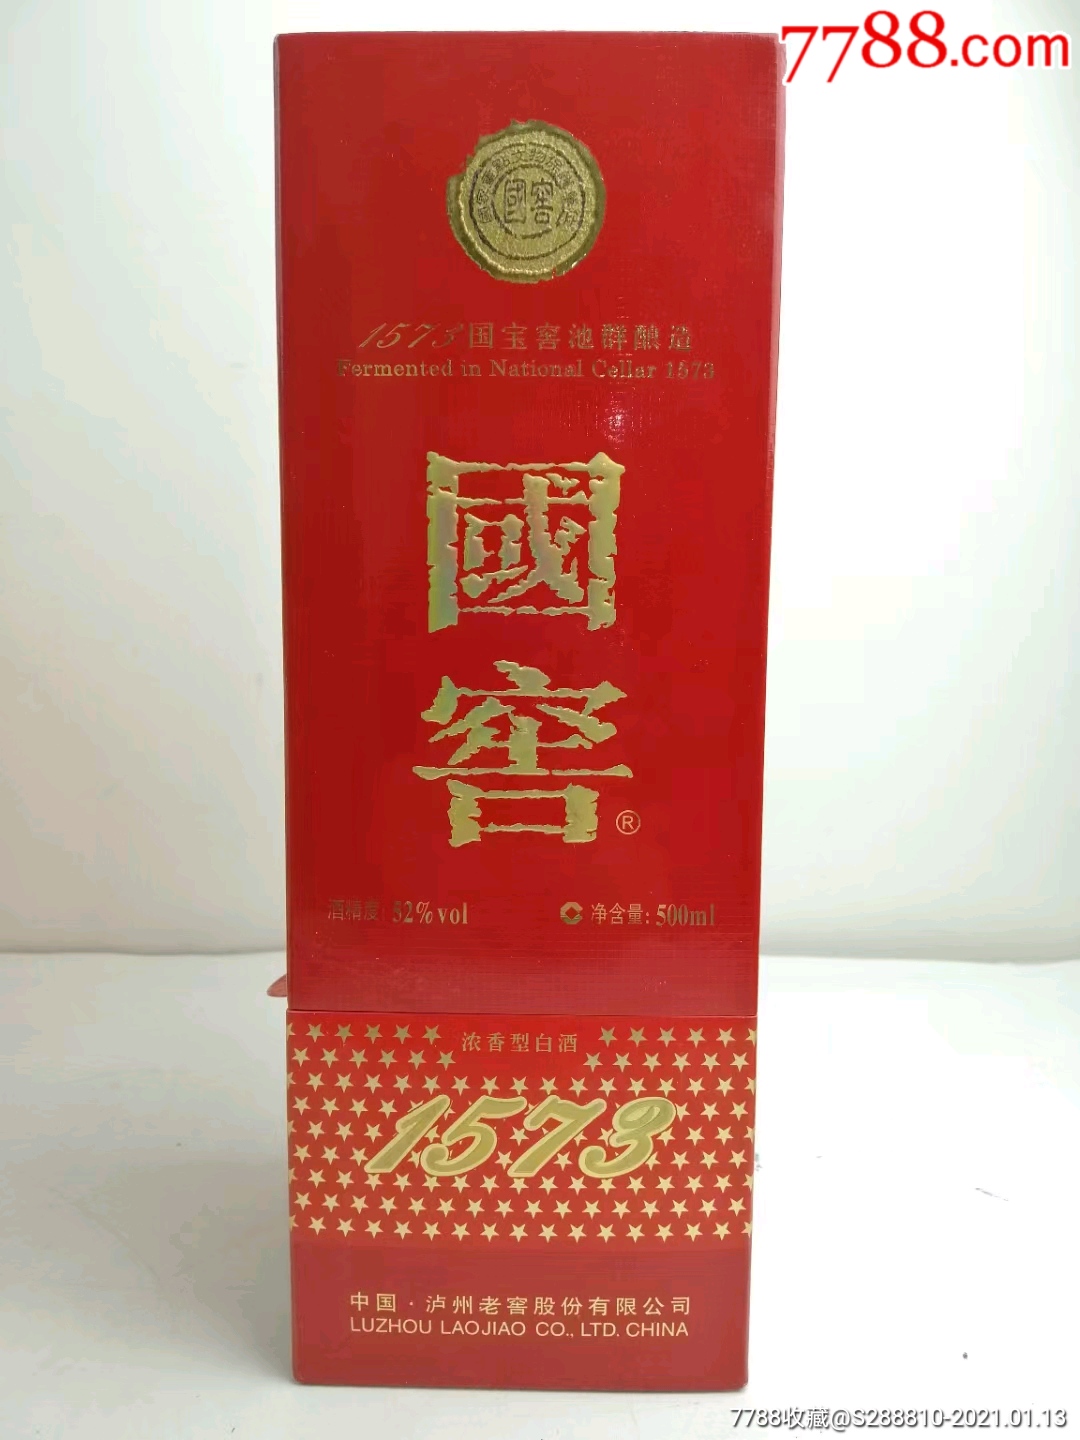 7788.com
國窖
1573国宝窖池群酿造
Fermented in National Cellar 1573
國
窖
®
酒精度: 52%vol 净含量: 500ml
浓香型白酒
1573
中国·泸州老窖股份有限公司
LUZHOU LAOJIAO CO., LTD. CHINA
7788收藏@S288810-2021.01.13